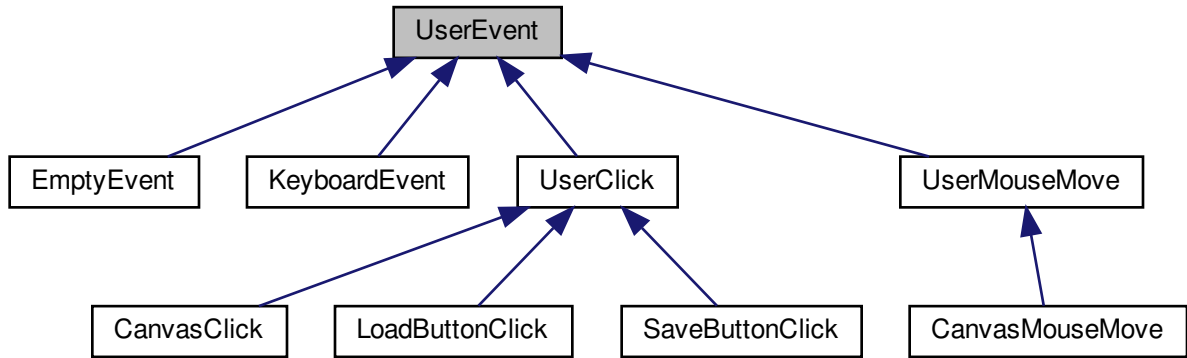 UserEvent
EmptyEvent
KeyboardEvent
UserClick
UserMouseMove
CanvasClick
LoadButtonClick
SaveButtonClick
CanvasMouseMove